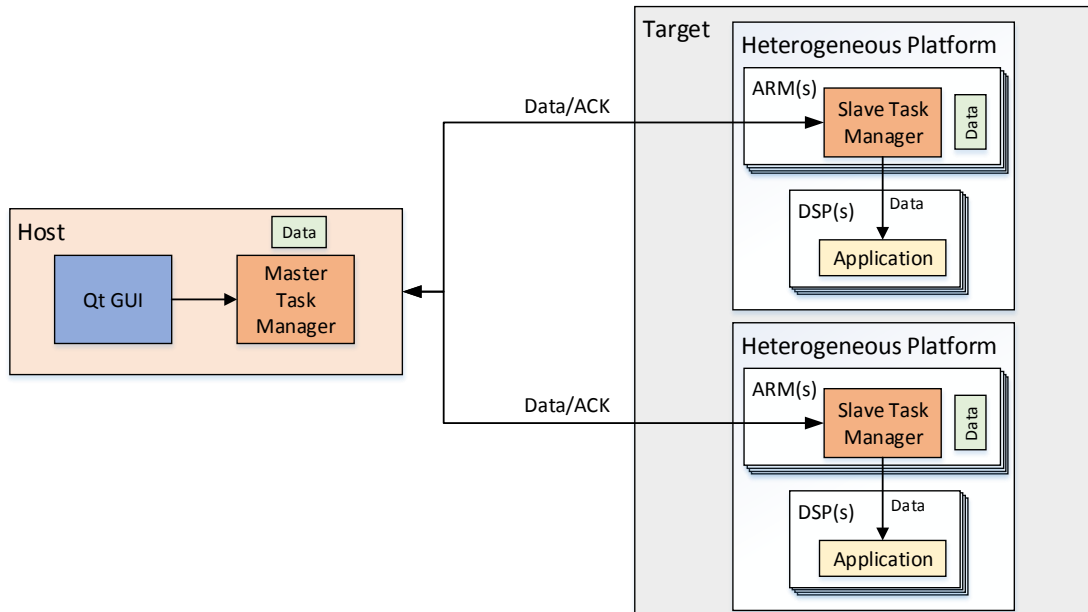 Target
Heterogeneous Platform
ARM(s)
Slave Task
Manager
Data
Data/ACK
DSP(s)
Data
Application
Host
Data
Qt GUI
Master
Task
Manager
Heterogeneous Platform
ARM(s)
Slave Task
Manager
Data
Data/ACK
DSP(s)
Data
Application